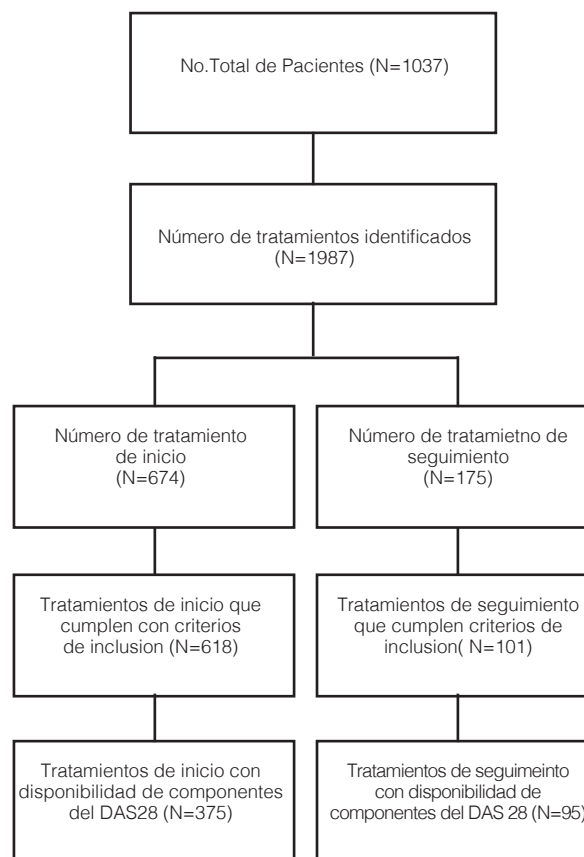 No.Total de Pacientes (N=1037)
Número de tratamientos identificados
(N=1987)
Número de tratamiento
de inicio
(N=674)
Número de tratamietno de
seguimiento
(N=175)
Tratamientos de inicio que
cumplen con criterios
de inclusion (N=618)
Tratamientos de seguimiento
que cumplen criterios de
inclusion( N=101)
Tratamientos de inicio con
disponibilidad de componentes
del DAS28 (N=375)
Tratamientos de seguimeinto
con disponibilidad de
componentes del DAS 28 (N=95)